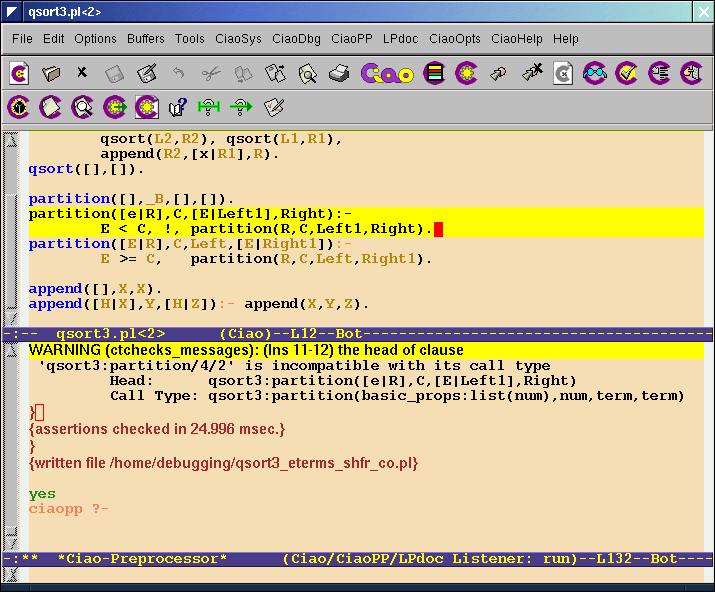 qsort3.pl<2>
File Edit Options Buffers Tools CiaoSys CiaoDbg CiaoPP LPdoc CiaoOpts CiaoHelp Help
Ciao
qsort(L2,R2), qsort(L1,R1),
append(R2,[x|R1],R).
qsort([],[]).
partition([],_B,[],[]).
partition([e|R],C,[E|Left1],Right):-
E < C, !, partition(R,C,Left1,Right).
partition([E|R],C,Left,[E|Right1]):-
E >= C, partition(R,C,Left,Right1).
append([],X,X).
append([H|X],Y,[H|Z]):- append(X,Y,Z).
-:-- qsort3.pl<2> (Ciao)--L12--Bot--------------------------------------
WARNING (ctchecks_messages): (lns 11-12) the head of clause
'qsort3:partition/4/2' is incompatible with its call type
Head: qsort3:partition([e|R],C,[E|Left1],Right)
Call Type: qsort3:partition(basic_props:list(num),num,term,term)
}
{assertions checked in 24.996 msec.}
}
{written file /home/debugging/qsort3_eterms_shfr_co.pl}
yes
ciaopp ?-
-:** *Ciao-Preprocessor* (Ciao/CiaoPP/LPdoc Listener: run)--L132--Bot----